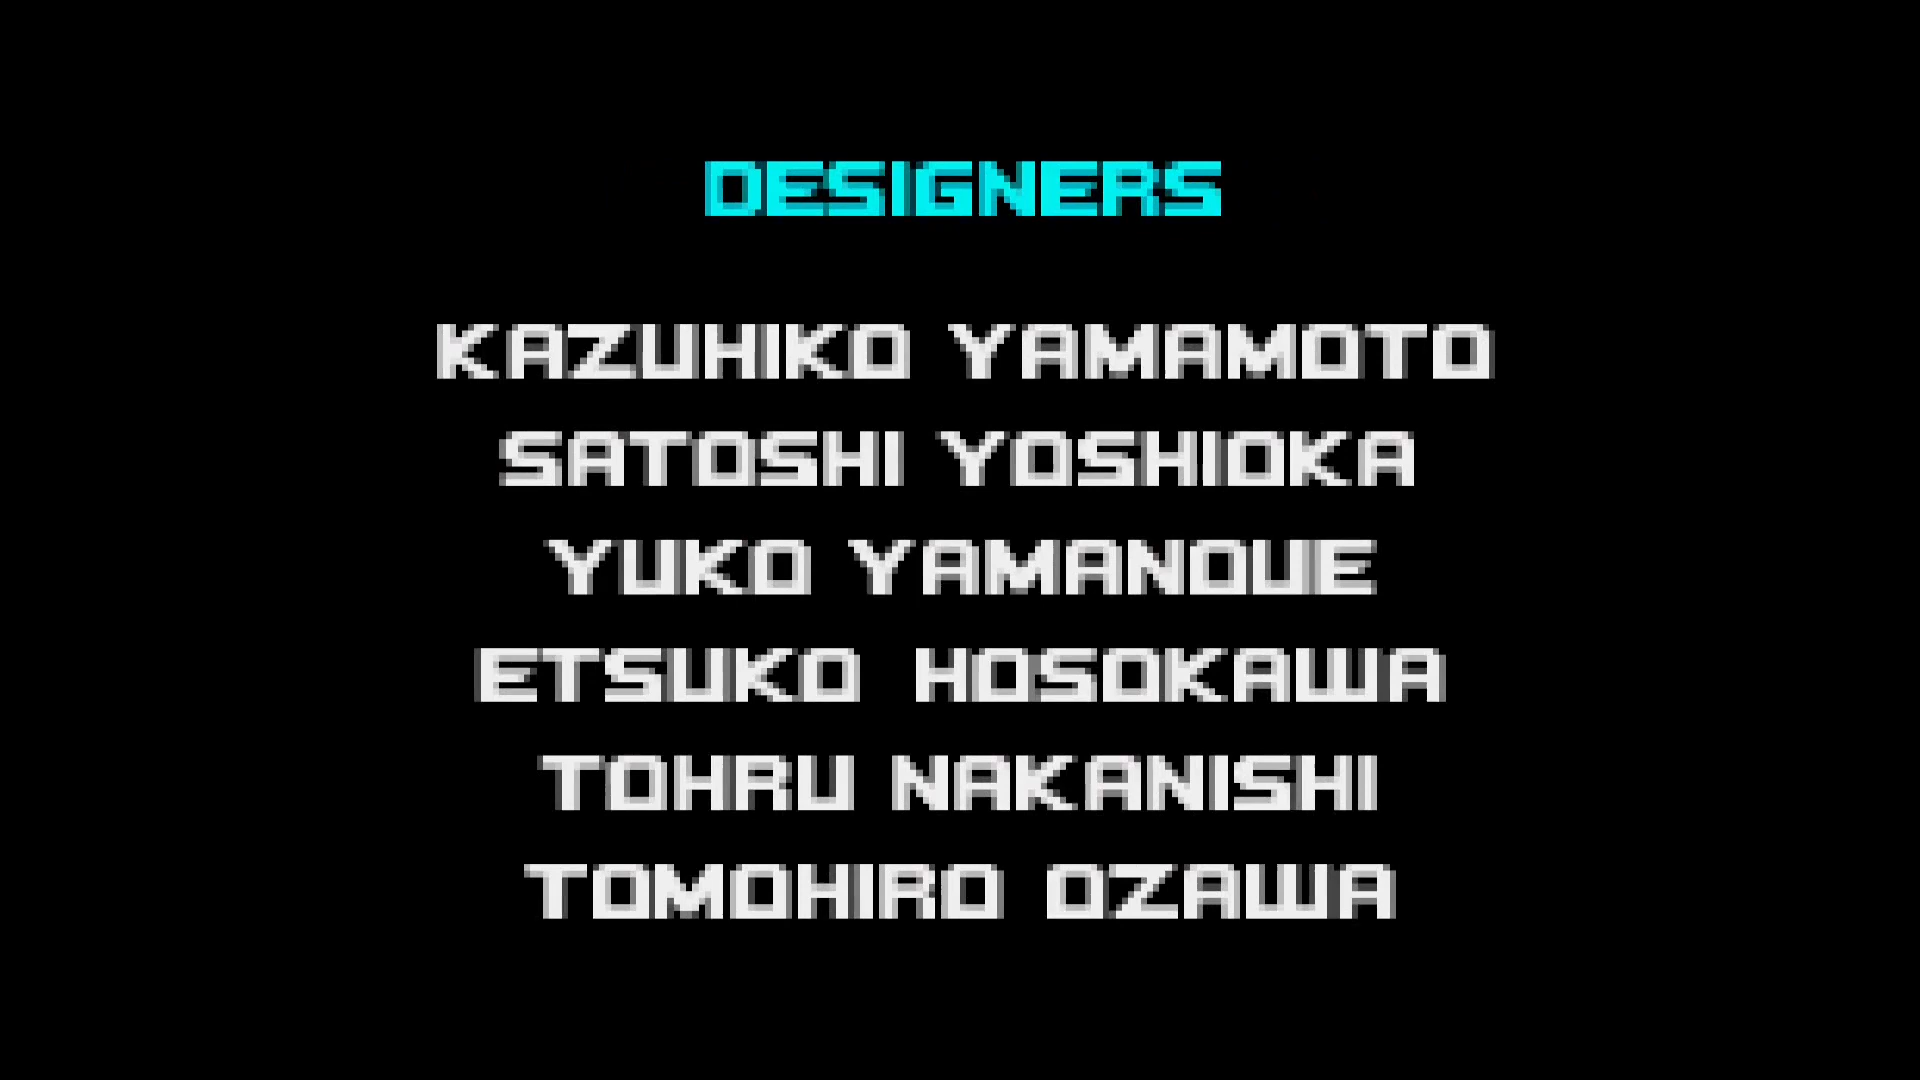 DESIGNERS
KAZUHIKO YAMAMOTO
SATOSHI YOSHIOKA
YUKO YAMANOUE
ETSUKO HOSOKAWA
TOHRU NAKANISHI
TOMOHIRO OZAWA